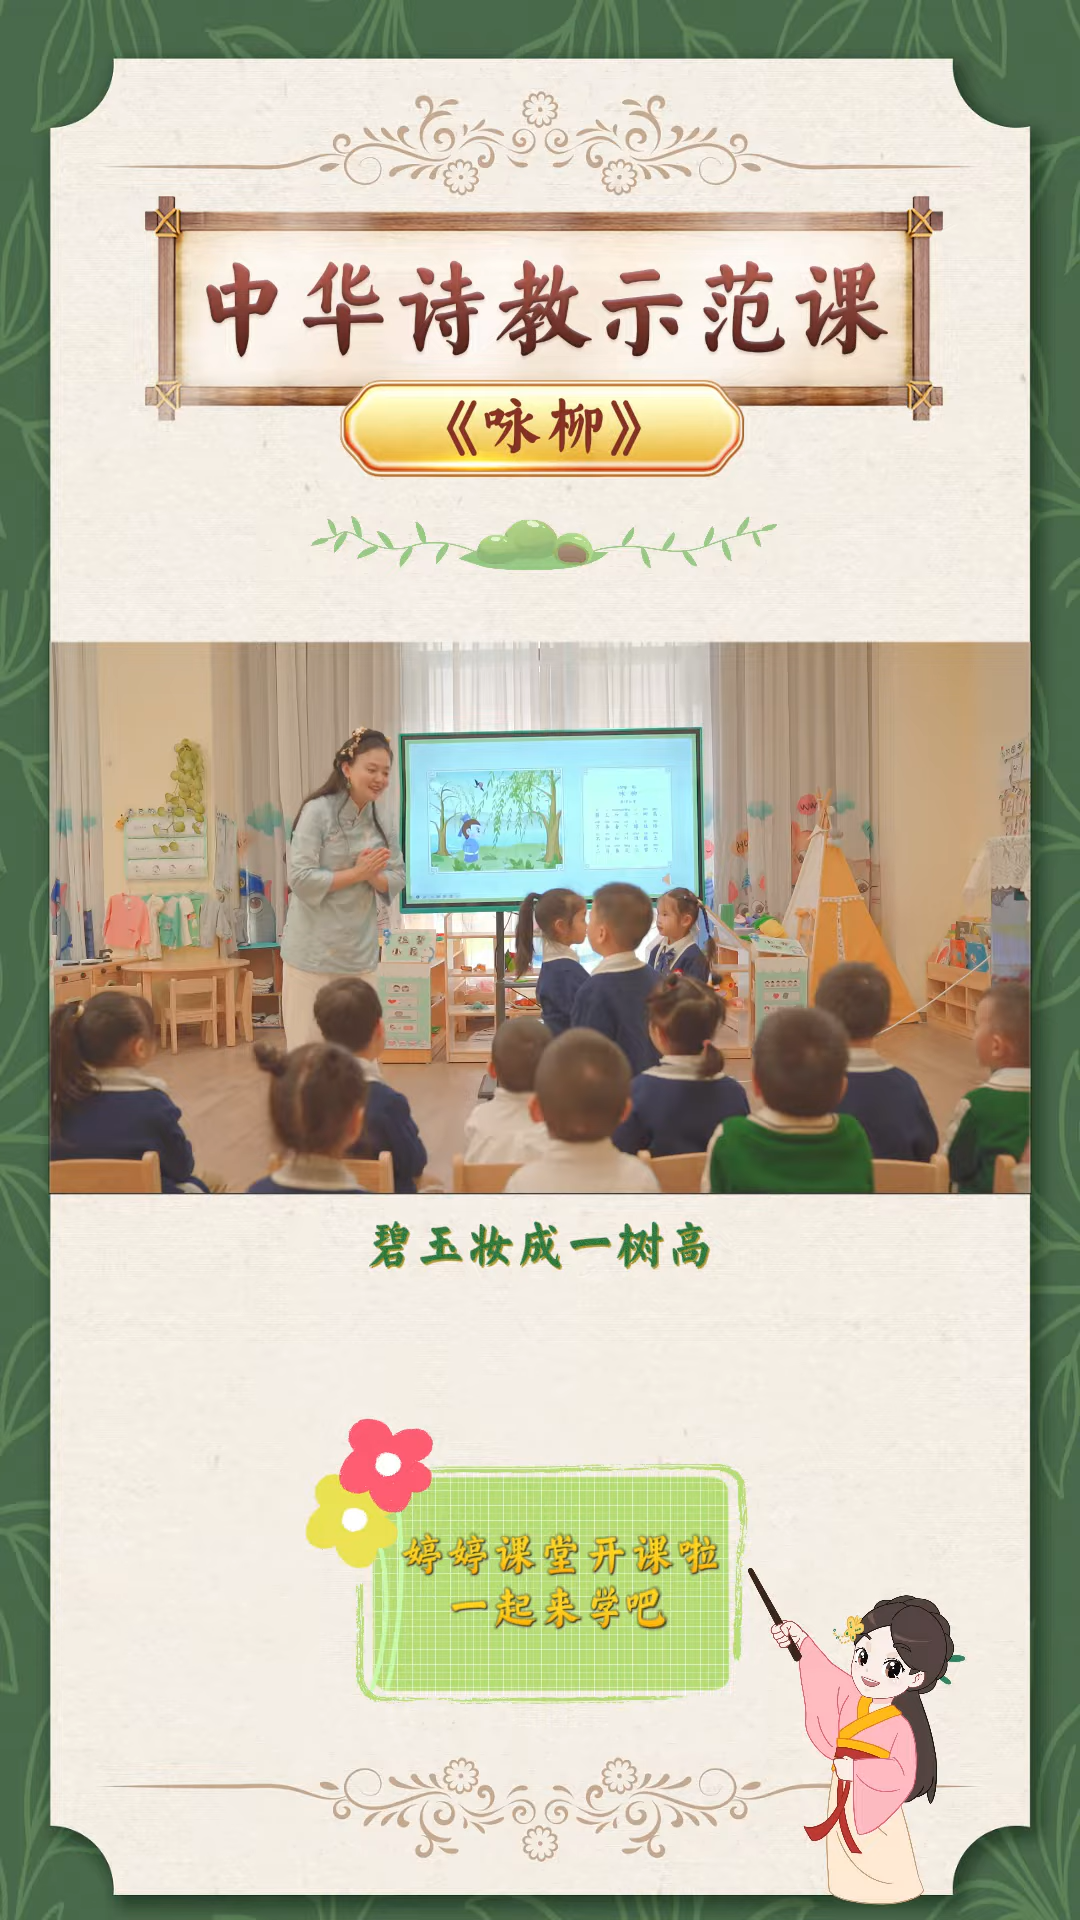 中华诗教示范课
《咏柳》
碧玉妆成一树高
婷婷课堂开课啦
一起来学吧